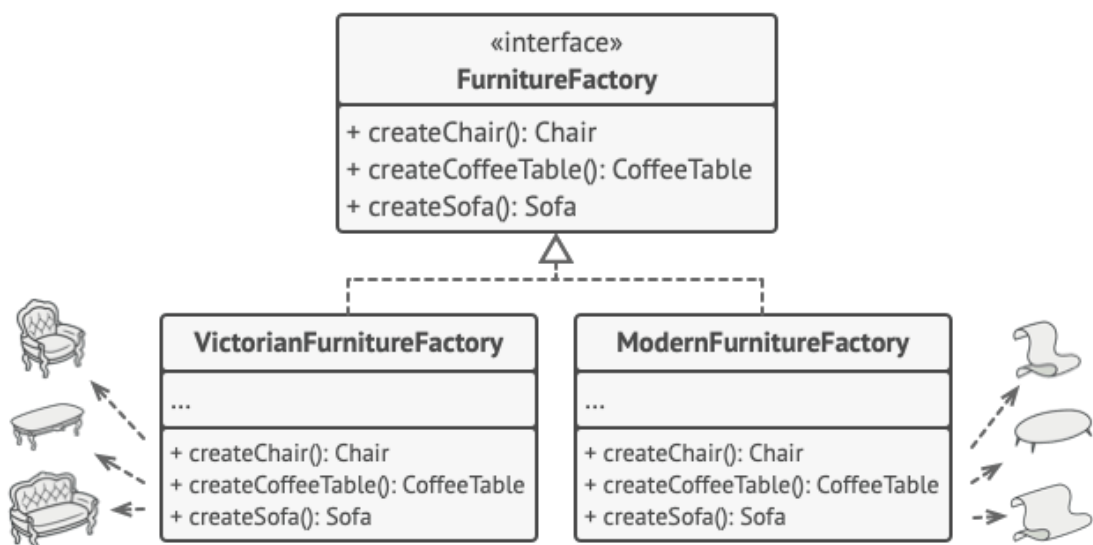 «interface»
FurnitureFactory
+ createChair(): Chair
+ createCoffeeTable(): CoffeeTable
+ createSofa(): Sofa
VictorianFurnitureFactory
...
+ createChair(): Chair
+ createCoffeeTable(): CoffeeTable
+ createSofa(): Sofa
ModernFurnitureFactory
...
+ createChair(): Chair
+ createCoffeeTable(): CoffeeTable
+ createSofa(): Sofa